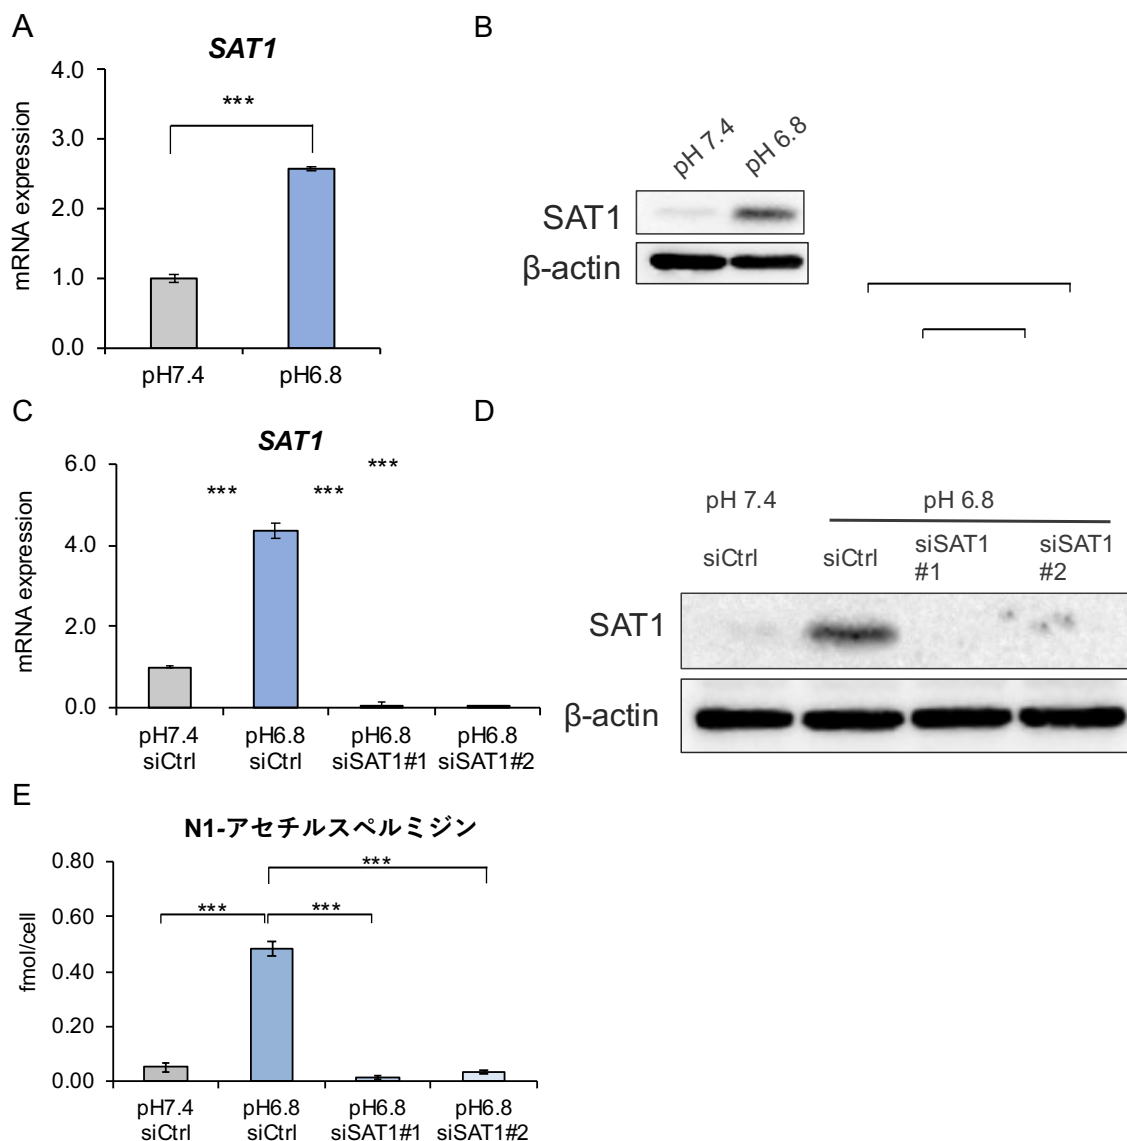 A
SAT1
4.0
3.0
2.0
1.0
0.0
mRNA expression
***
pH7.4
pH6.8
B
pH 7.4
pH 6.8
SAT1
β-actin
C
SAT1
6.0
4.0
2.0
0.0
mRNA expression
***
***
***
pH7.4
siCtrl
pH6.8
siCtrl
pH6.8
siSAT1#1
pH6.8
siSAT1#2
D
pH 7.4
pH 6.8
siCtrl
siCtrl
siSAT1
#1
siSAT1
#2
SAT1
β-actin
E
N1-アセチルスペルミジン
0.80
0.60
0.40
0.20
0.00
fmol/cell
***
***
***
pH7.4
siCtrl
pH6.8
siCtrl
pH6.8
siSAT1#1
pH6.8
siSAT1#2